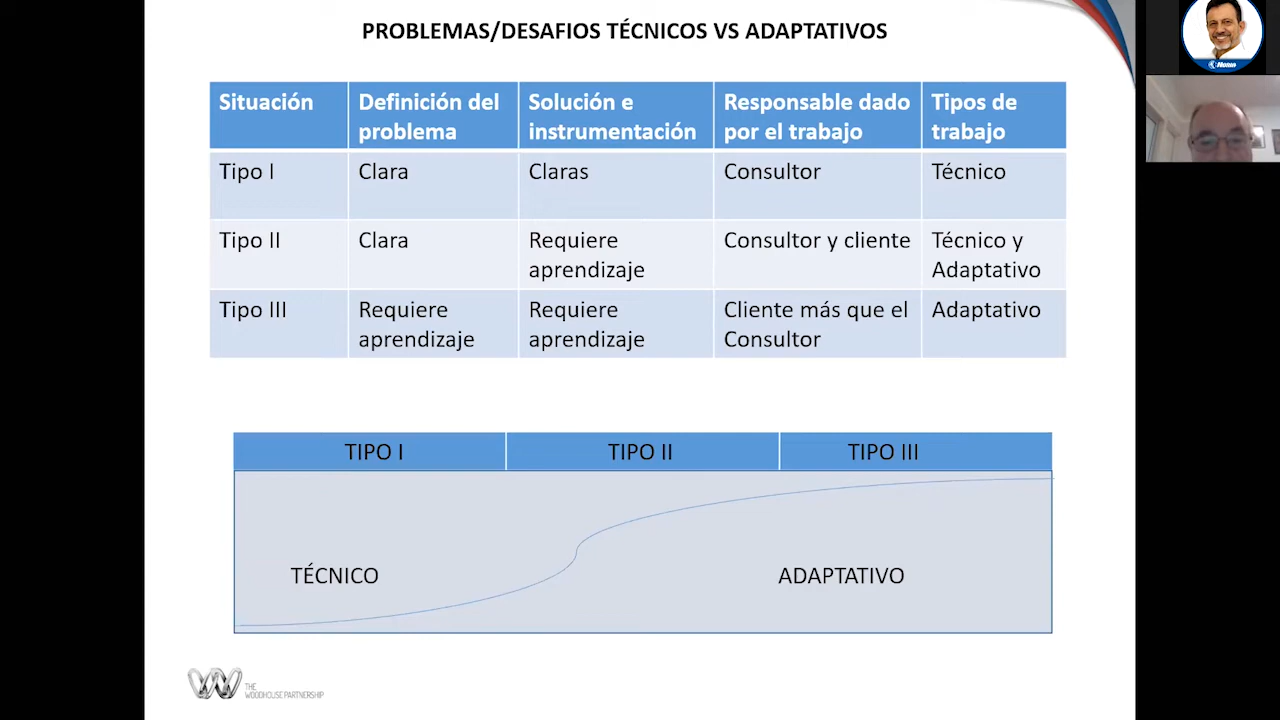 PROBLEMAS/DESAFIOS TÉCNICOS VS ADAPTATIVOS
Situación
Definición del
problema
Solución e
instrumentación
Responsable dado
por el trabajo
Tipos de
trabajo
Tipo I
Clara
Claras
Consultor
Técnico
Tipo II
Clara
Requiere
aprendizaje
Consultor y cliente
Técnico y
Adaptativo
Tipo III
Requiere
aprendizaje
Requiere
aprendizaje
Cliente más que el
Consultor
Adaptativo
TIPO I
TIPO II
TIPO III
TÉCNICO
ADAPTATIVO
THE
WOODHOUSE PARTNERSHIP